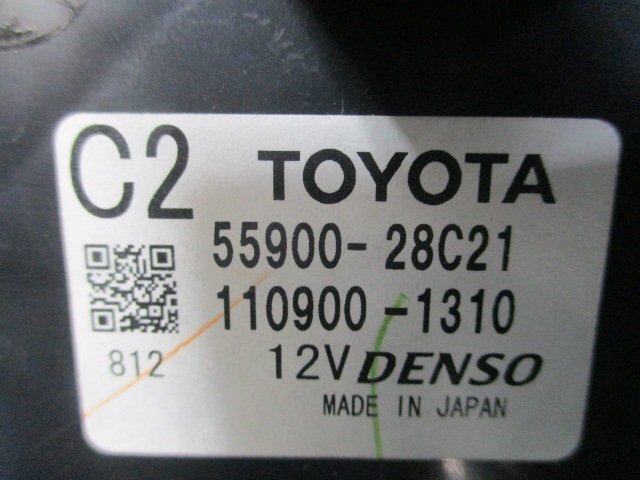 C2 TOYOTA
55900-28C21
110900-1310
812 12V DENSO
MADE IN JAPAN